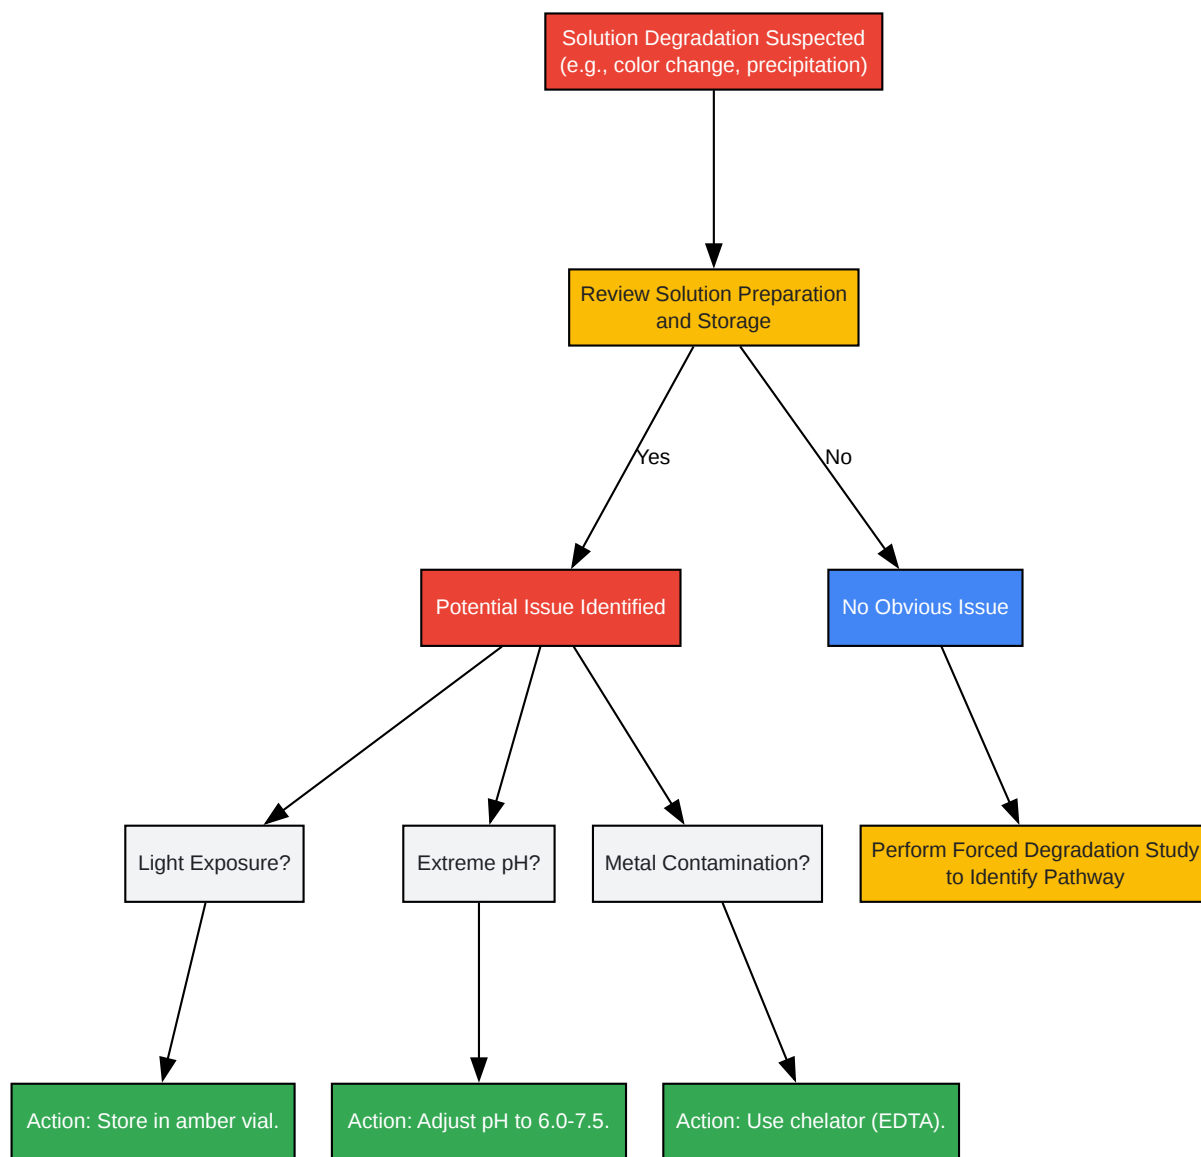 Solution Degradation Suspected
(e.g., color change, precipitation)
Review Solution Preparation
and Storage
Yes
No
Potential Issue Identified
No Obvious Issue
Light Exposure?
Extreme pH?
Metal Contamination?
Perform Forced Degradation Study
to Identify Pathway
Action: Store in amber vial.
Action: Adjust pH to 6.0-7.5.
Action: Use chelator (EDTA).